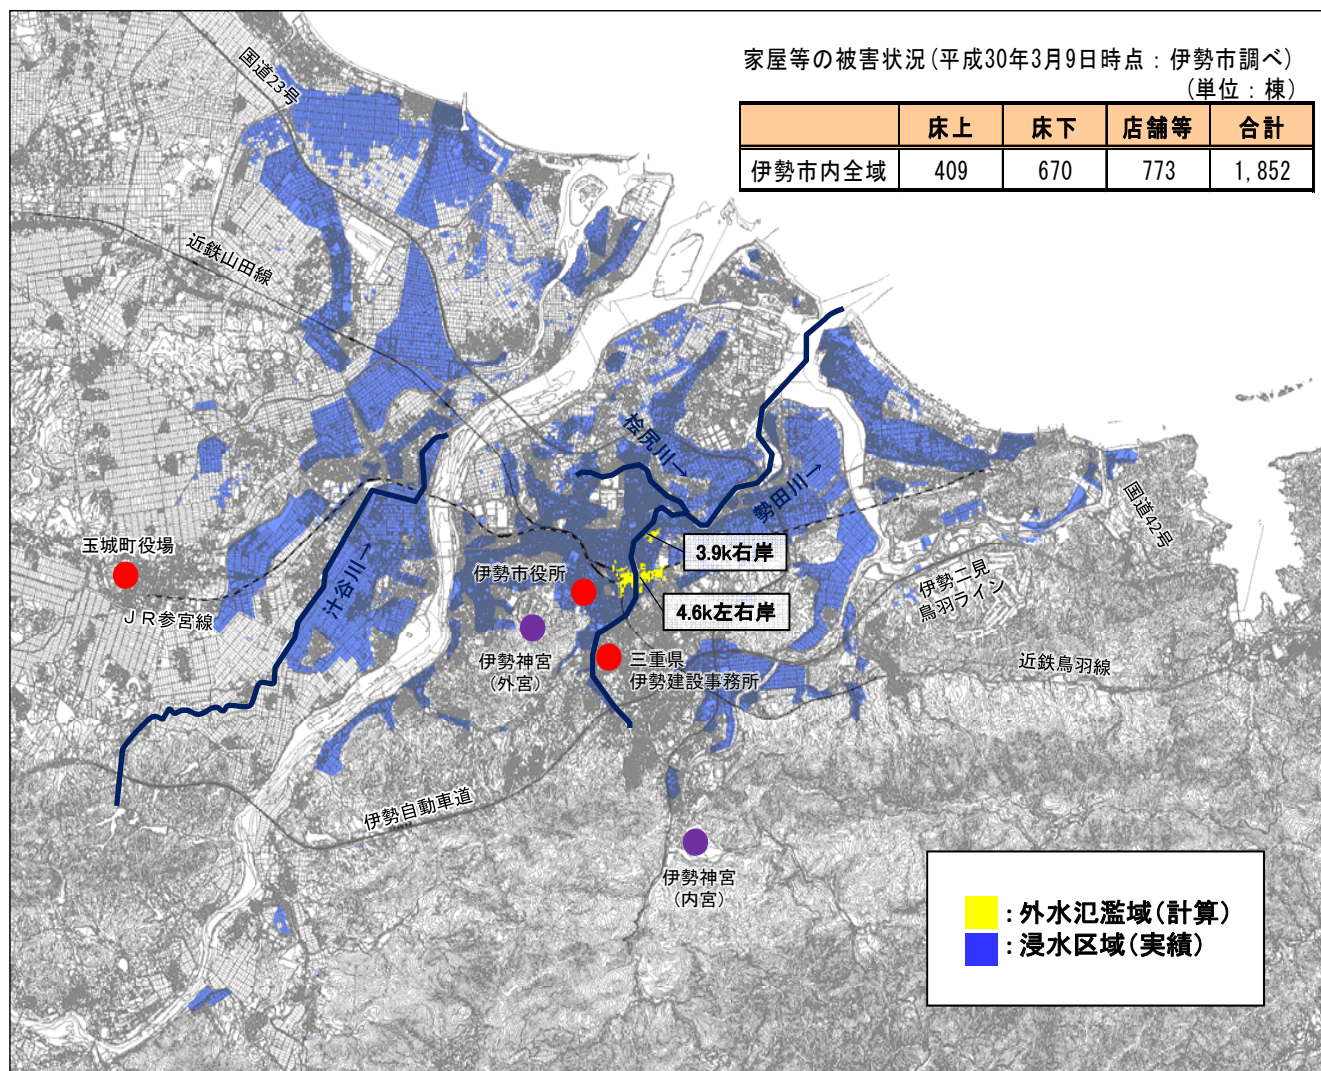 家屋等の被害状況(平成30年3月9日時点：伊勢市調べ)
(単位：棟)
床上 床下 店舗等 合計
伊勢市内全域 409 670 773 1,852
国道23号
近鉄山田線
桧尻川→
勢田川→
国道42号
3.9k右岸
玉城町役場
伊勢市役所
汁谷川→
伊勢二見
鳥羽ライン
4.6k左右岸
JR参宮線
伊勢神宮
(外宮)
三重県
伊勢建設事務所
近鉄鳥羽線
伊勢自動車道
伊勢神宮
(内宮)
：外水氾濫域(計算)
：浸水区域(実績)